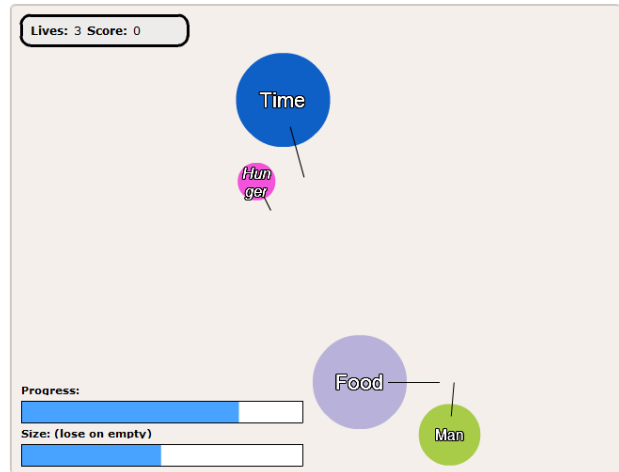 Lives: 3 Score: 0
Time
Hun
ger
Food
Man
Progress:
Size: (lose on empty)